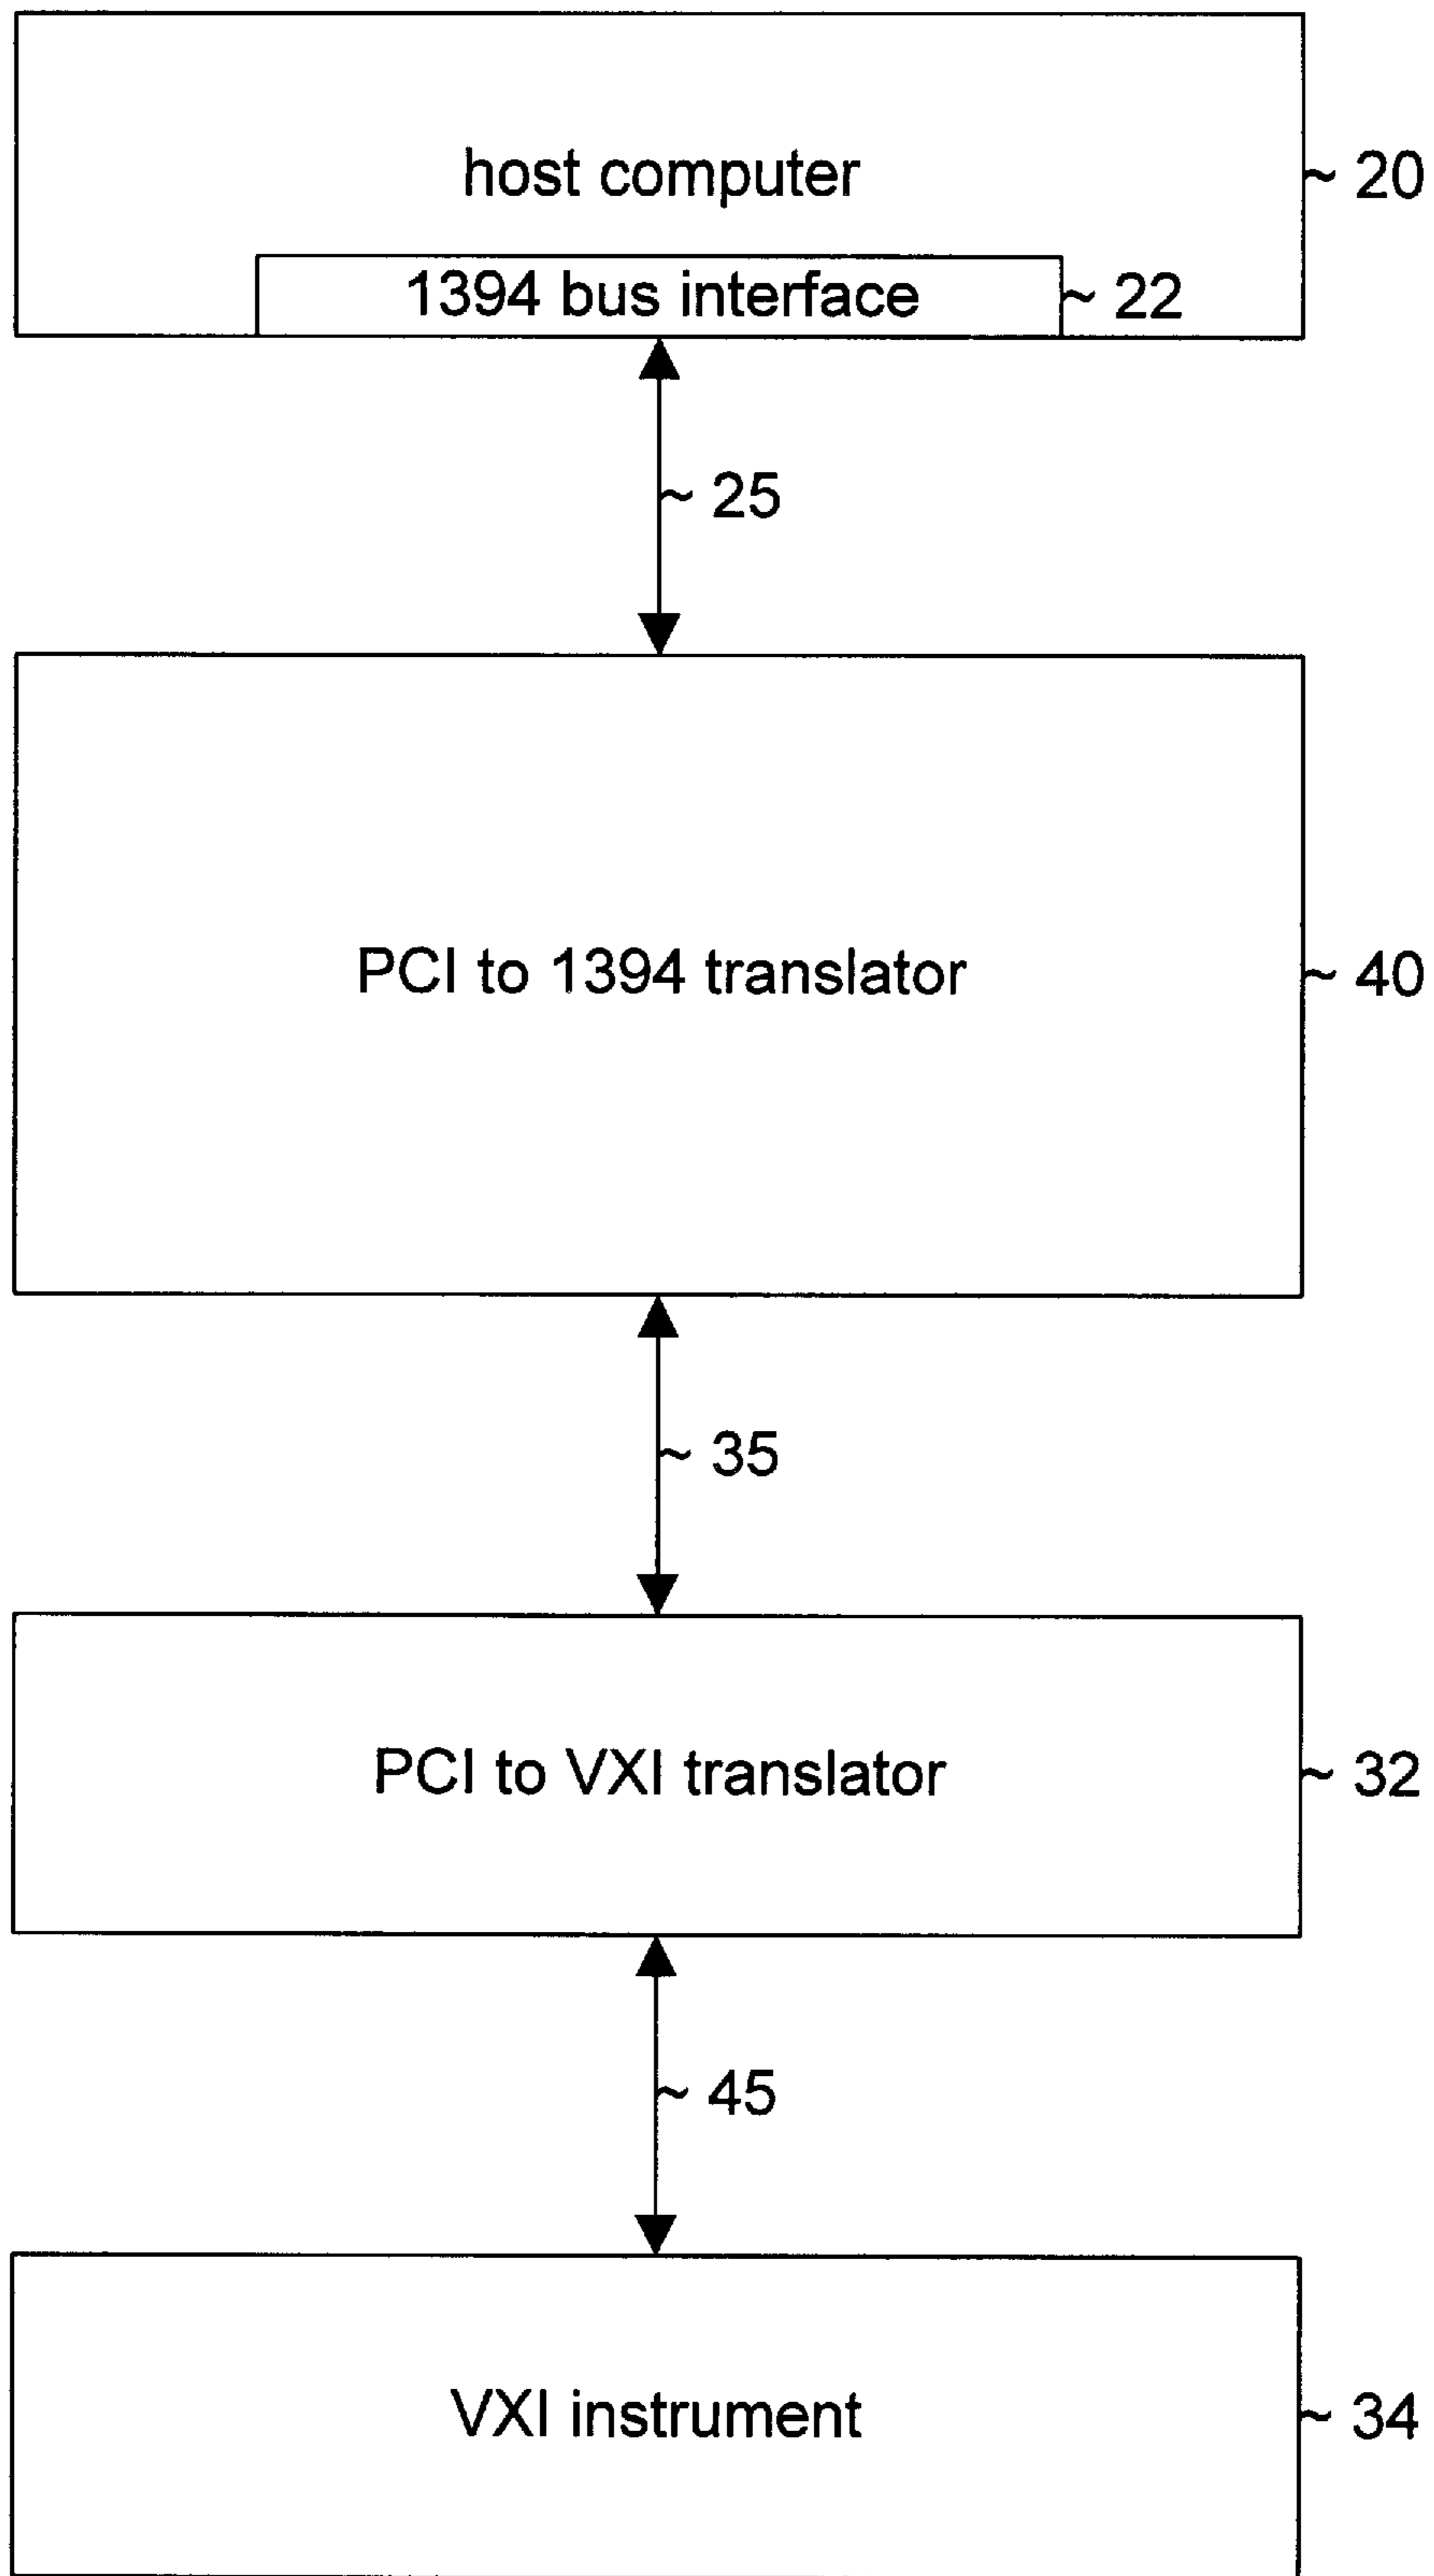 host computer
20
1394 bus interface
22
25
PCI to 1394 translator
40
35
PCI to VXI translator
32
45
VXI instrument
34